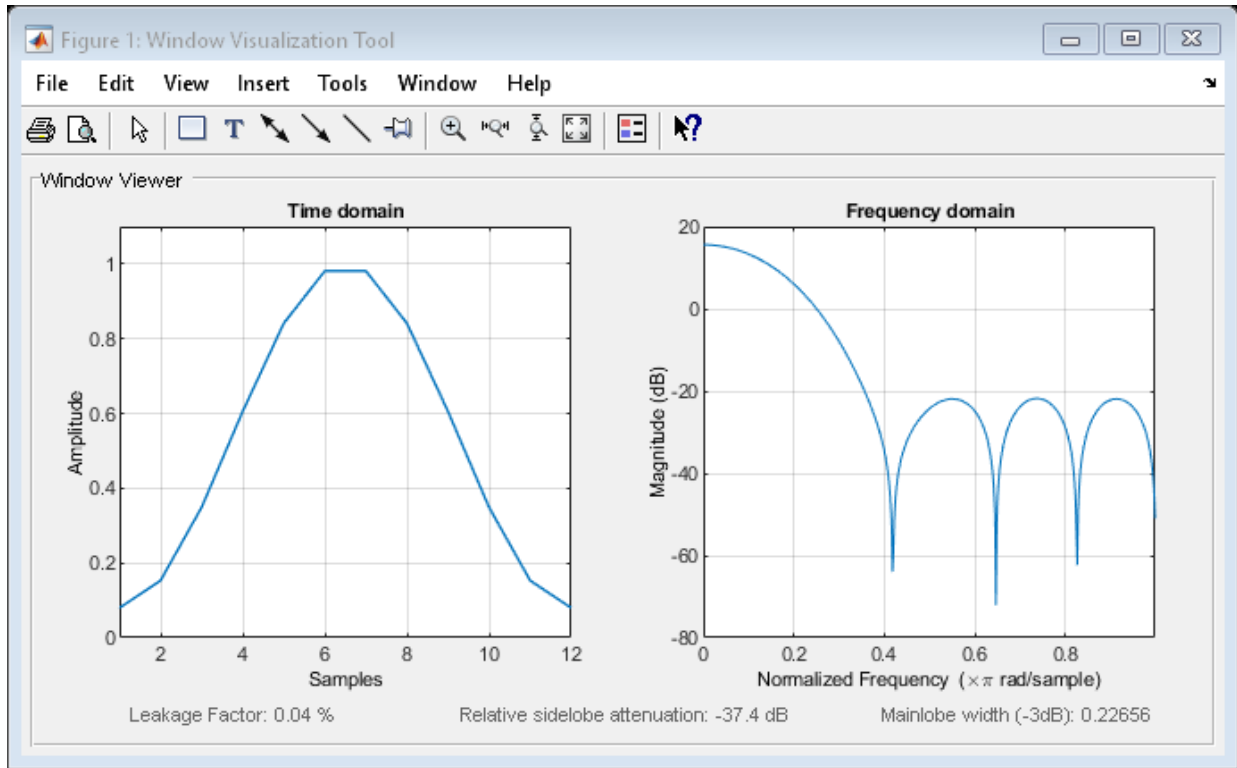 Figure 1: Window Visualization Tool
File Edit View Insert Tools Window Help
T
?
Window Viewer
Time domain
Amplitude
1
0.8
0.6
0.4
0.2
0
2 4 6 8 10 12
Samples
Frequency domain
Magnitude (dB)
20
0
-20
-40
-60
-80
0 0.2 0.4 0.6 0.8
Normalized Frequency (×π rad/sample)
Leakage Factor: 0.04 % Relative sidelobe attenuation: -37.4 dB Mainlobe width (-3dB): 0.22656